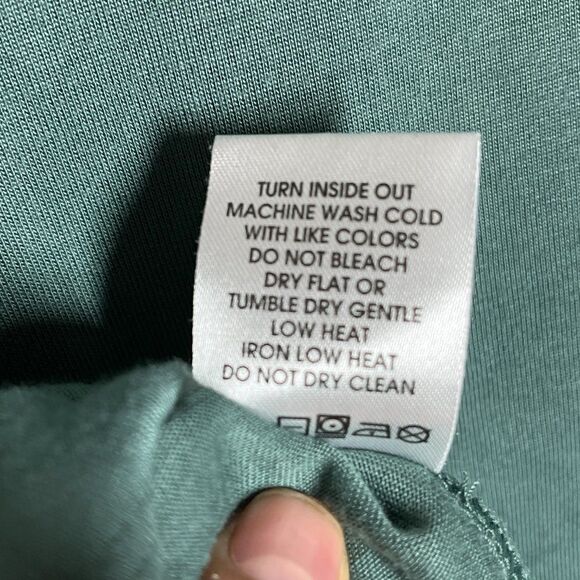 TURN INSIDE OUT
MACHINE WASH COLD
WITH LIKE COLORS
DO NOT BLEACH
DRY FLAT OR
TUMBLE DRY GENTLE
LOW HEAT
IRON LOW HEAT
DO NOT DRY CLEAN